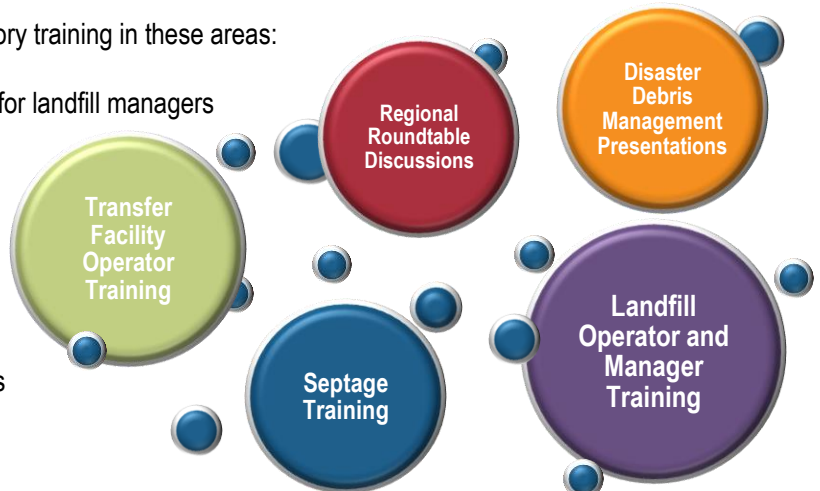 ory training in these areas:
for landfill managers
Regional
Roundtable
Discussions
Disaster
Debris
Management
Presentations
Transfer
Facility
Operator
Training
Landfill
Operator and
Manager
Training
Septage
Training
s